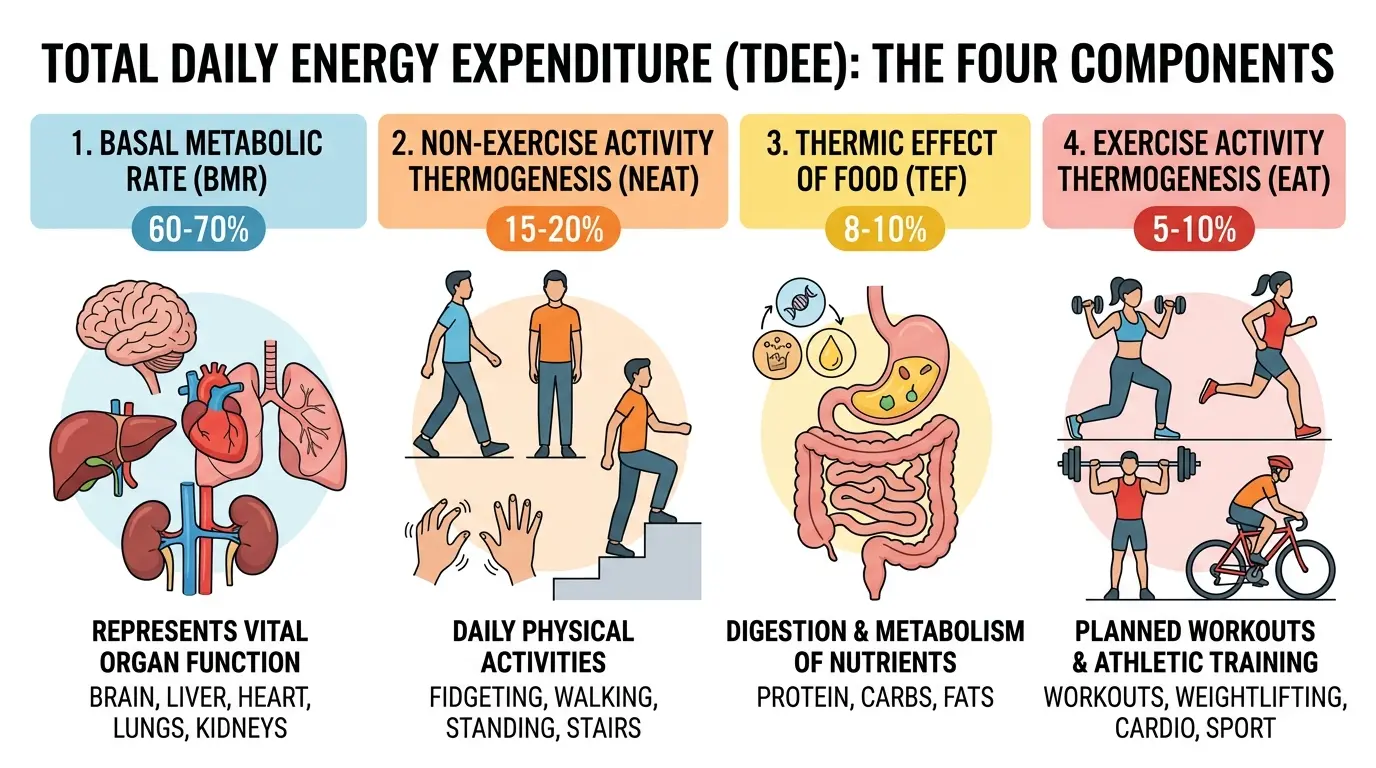 TOTAL DAILY ENERGY EXPENDITURE (TDEE): THE FOUR COMPONENTS
1. BASAL METABOLIC
RATE (BMR)
60-70%
REPRESENTS VITAL
ORGAN FUNCTION
BRAIN, LIVER, HEART,
LUNGS, KIDNEYS
2. NON-EXERCISE ACTIVITY
THERMOGENESIS (NEAT)
15-20%
DAILY PHYSICAL
ACTIVITIES
FIDGETING, WALKING,
STANDING, STAIRS
3. THERMIC EFFECT
OF FOOD (TEF)
8-10%
DIGESTION & METABOLISM
OF NUTRIENTS
PROTEIN, CARBS, FATS
4. EXERCISE ACTIVITY
THERMOGENESIS (EAT)
5-10%
PLANNED WORKOUTS
& ATHLETIC TRAINING
WORKOUTS, WEIGHTLIFTING,
CARDIO, SPORT